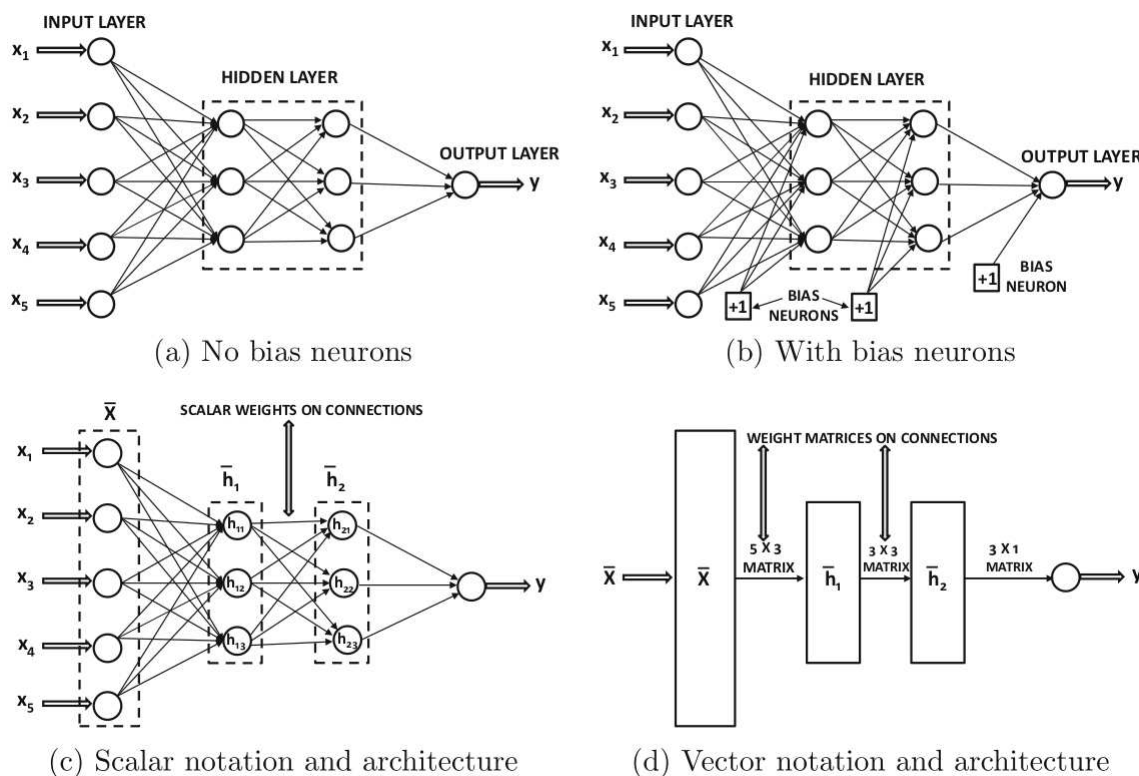 INPUT LAYER
x1
x2
x3
x4
x5
HIDDEN LAYER
OUTPUT LAYER
y
(a) No bias neurons
INPUT LAYER
x1
x2
x3
x4
x5
HIDDEN LAYER
OUTPUT LAYER
y
+1
BIAS
NEURONS
+1
+1
BIAS
NEURON
(b) With bias neurons
X̅
x1
x2
x3
x4
x5
SCALAR WEIGHTS ON CONNECTIONS
h̅1
h̅2
h11
h12
h13
h21
h22
h23
y
(c) Scalar notation and architecture
WEIGHT MATRICES ON CONNECTIONS
X̅
X̅
5 X 3
MATRIX
h̅1
3 X 3
MATRIX
h̅2
3 X 1
MATRIX
y
(d) Vector notation and architecture